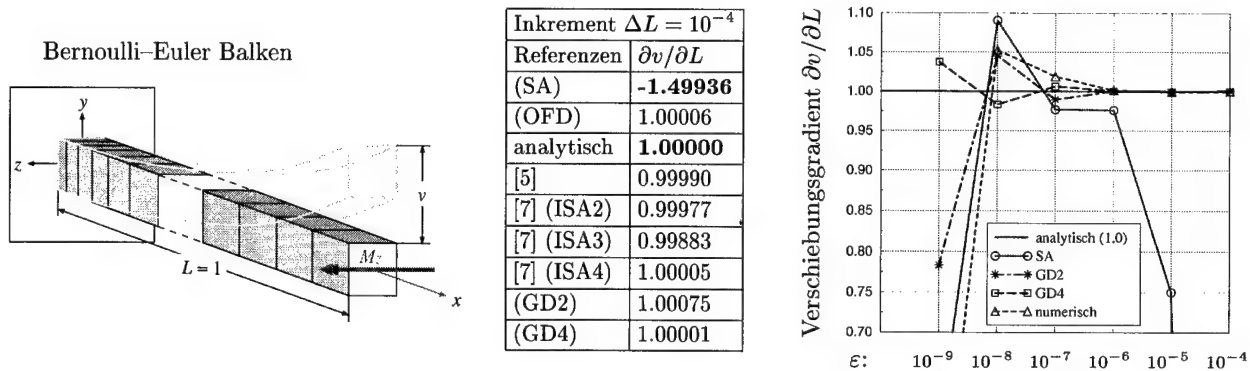 Bernoulli–Euler Balken
y
z
v
L = 1
M_z
x
Inkrement ΔL = 10⁻⁴
Referenzen ∂v/∂L
(SA) -1.49936
(OFD) 1.00006
analytisch 1.00000
[5] 0.99990
[7] (ISA2) 0.99977
[7] (ISA3) 0.99883
[7] (ISA4) 1.00005
(GD2) 1.00075
(GD4) 1.00001
Verschiebungsgradient ∂v/∂L
1.10
1.05
1.00
0.95
0.90
0.85
0.80
0.75
0.70
analytisch (1.0)
SA
GD2
GD4
numerisch
ε: 10⁻⁹ 10⁻⁸ 10⁻⁷ 10⁻⁶ 10⁻⁵ 10⁻⁴